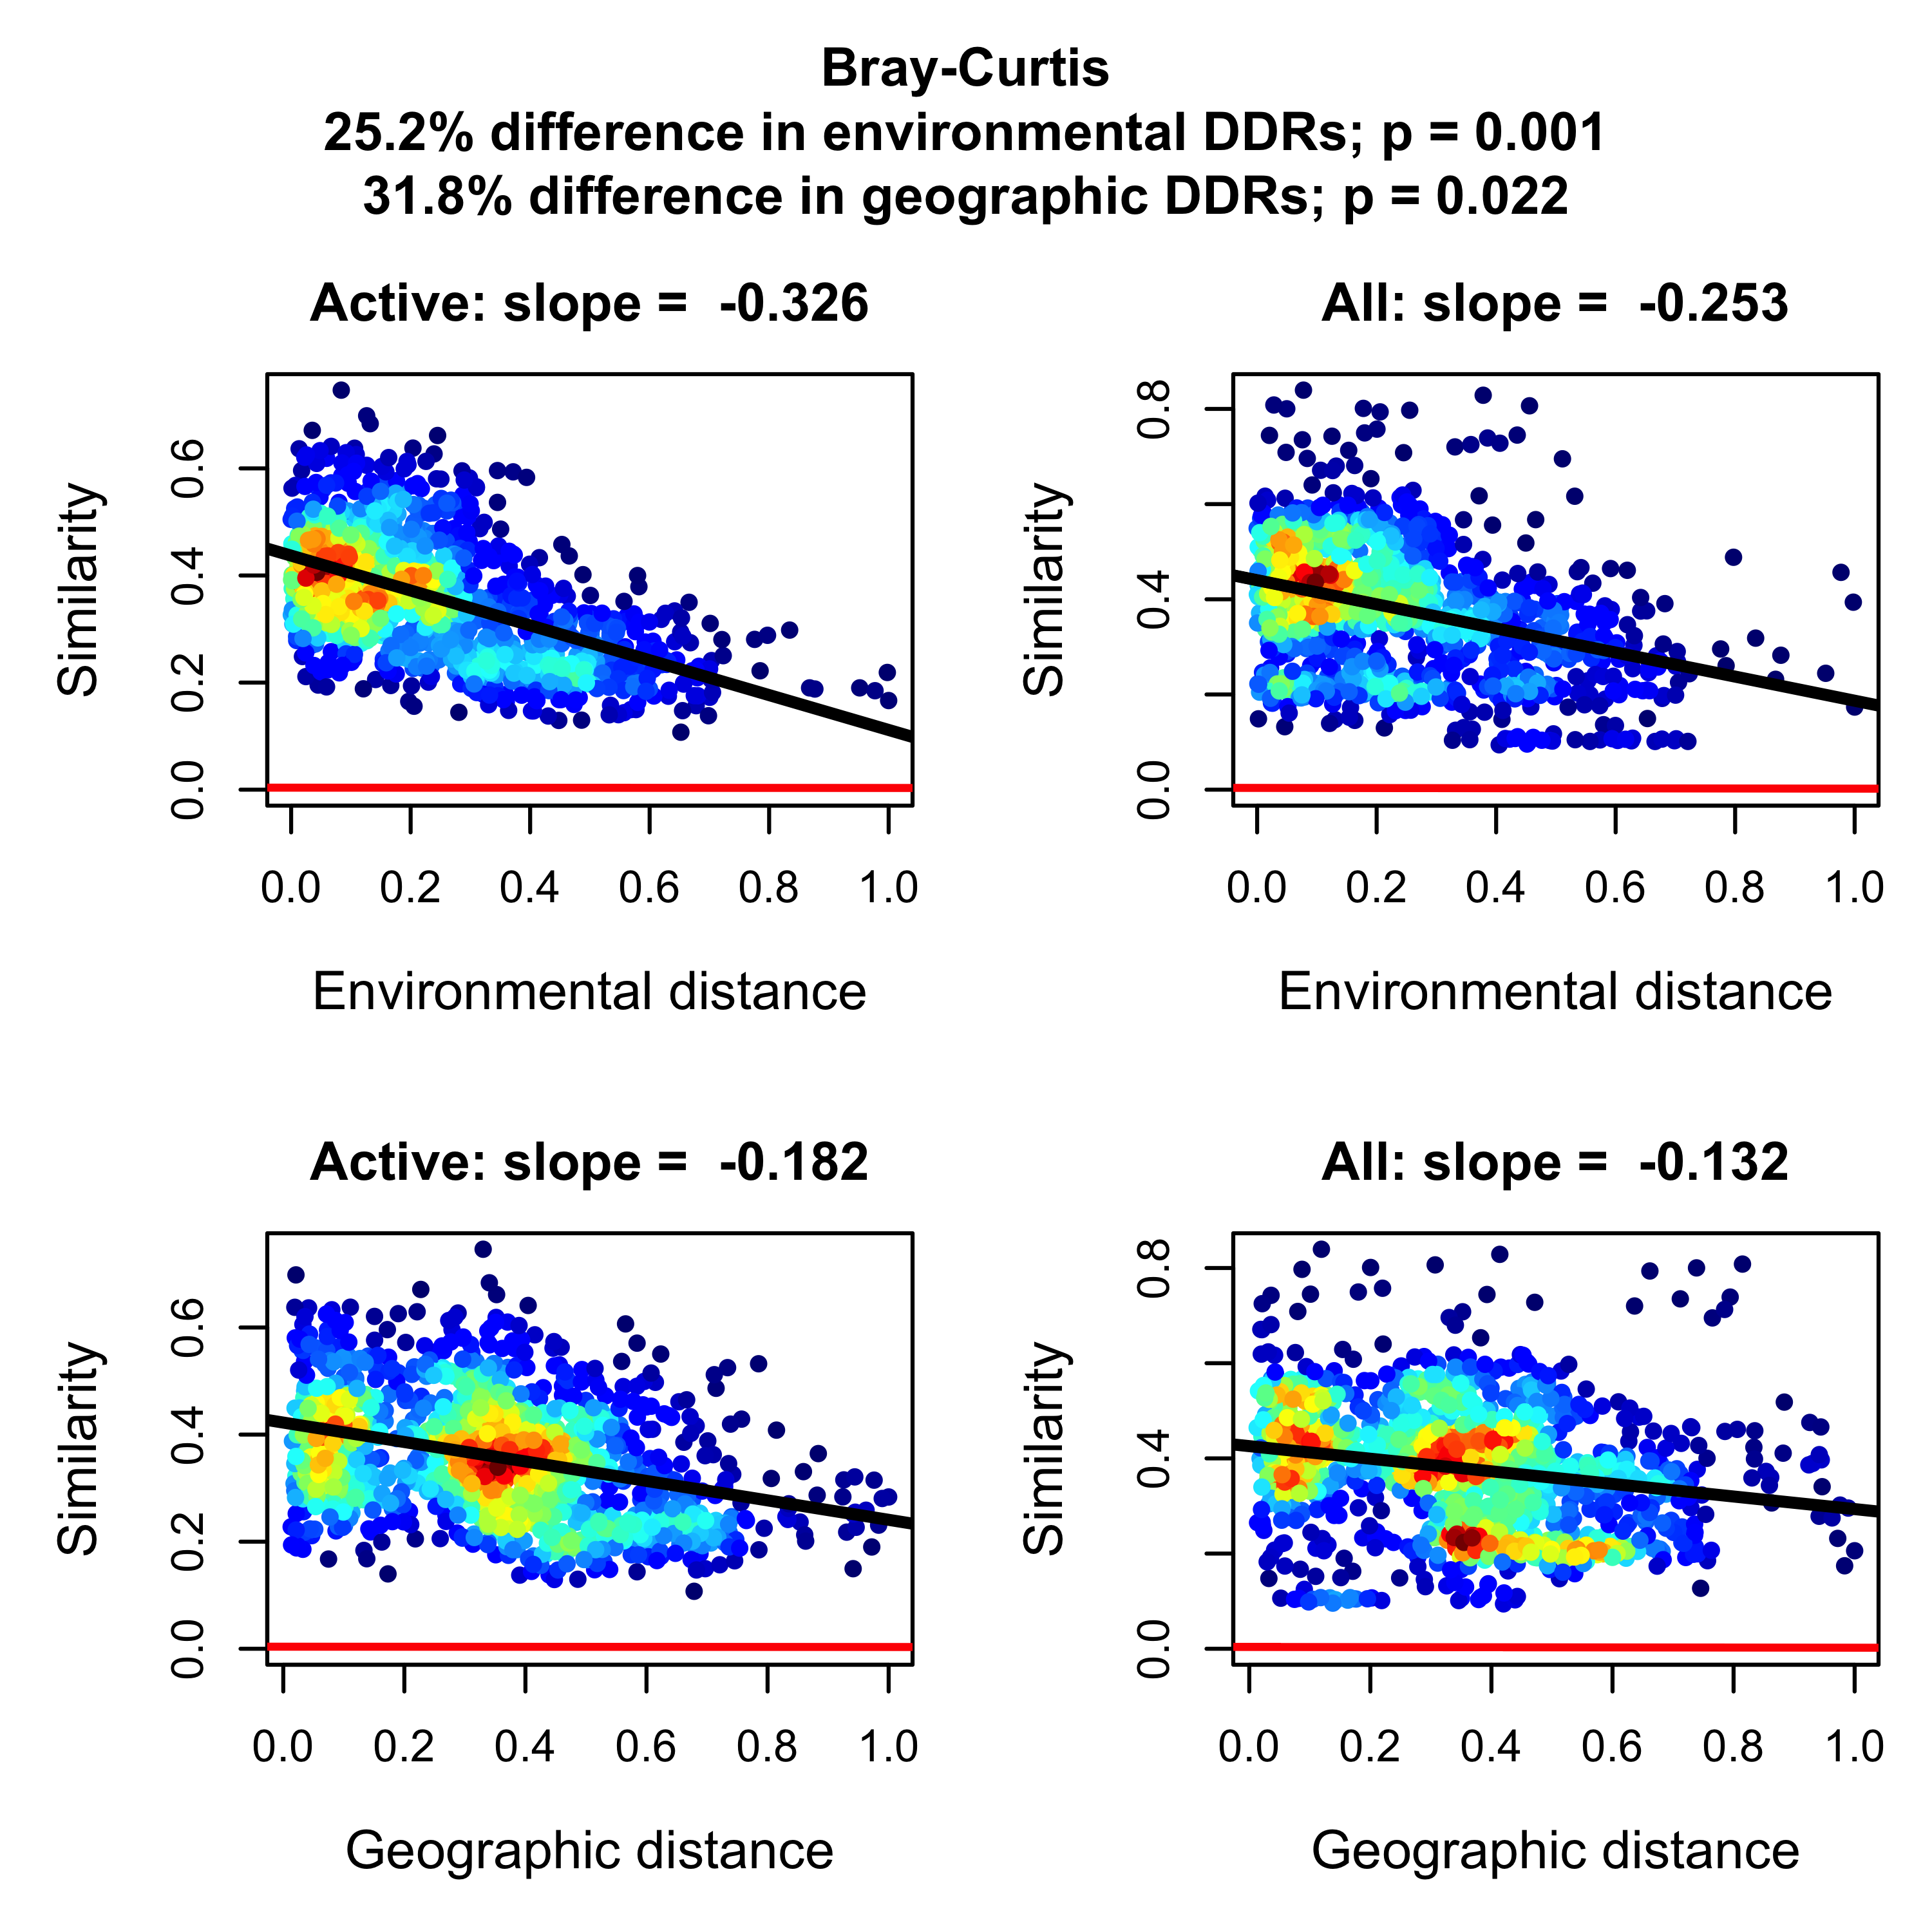 Bray-Curtis
25.2% difference in environmental DDRs; p = 0.001
31.8% difference in geographic DDRs; p = 0.022
Active: slope = -0.326
Similarity
0.0 0.2 0.4 0.6
0.0 0.2 0.4 0.6 0.8 1.0
Environmental distance
All: slope = -0.253
Similarity
0.0 0.4 0.8
0.0 0.2 0.4 0.6 0.8 1.0
Environmental distance
Active: slope = -0.182
Similarity
0.0 0.2 0.4 0.6
0.0 0.2 0.4 0.6 0.8 1.0
Geographic distance
All: slope = -0.132
Similarity
0.0 0.4 0.8
0.0 0.2 0.4 0.6 0.8 1.0
Geographic distance